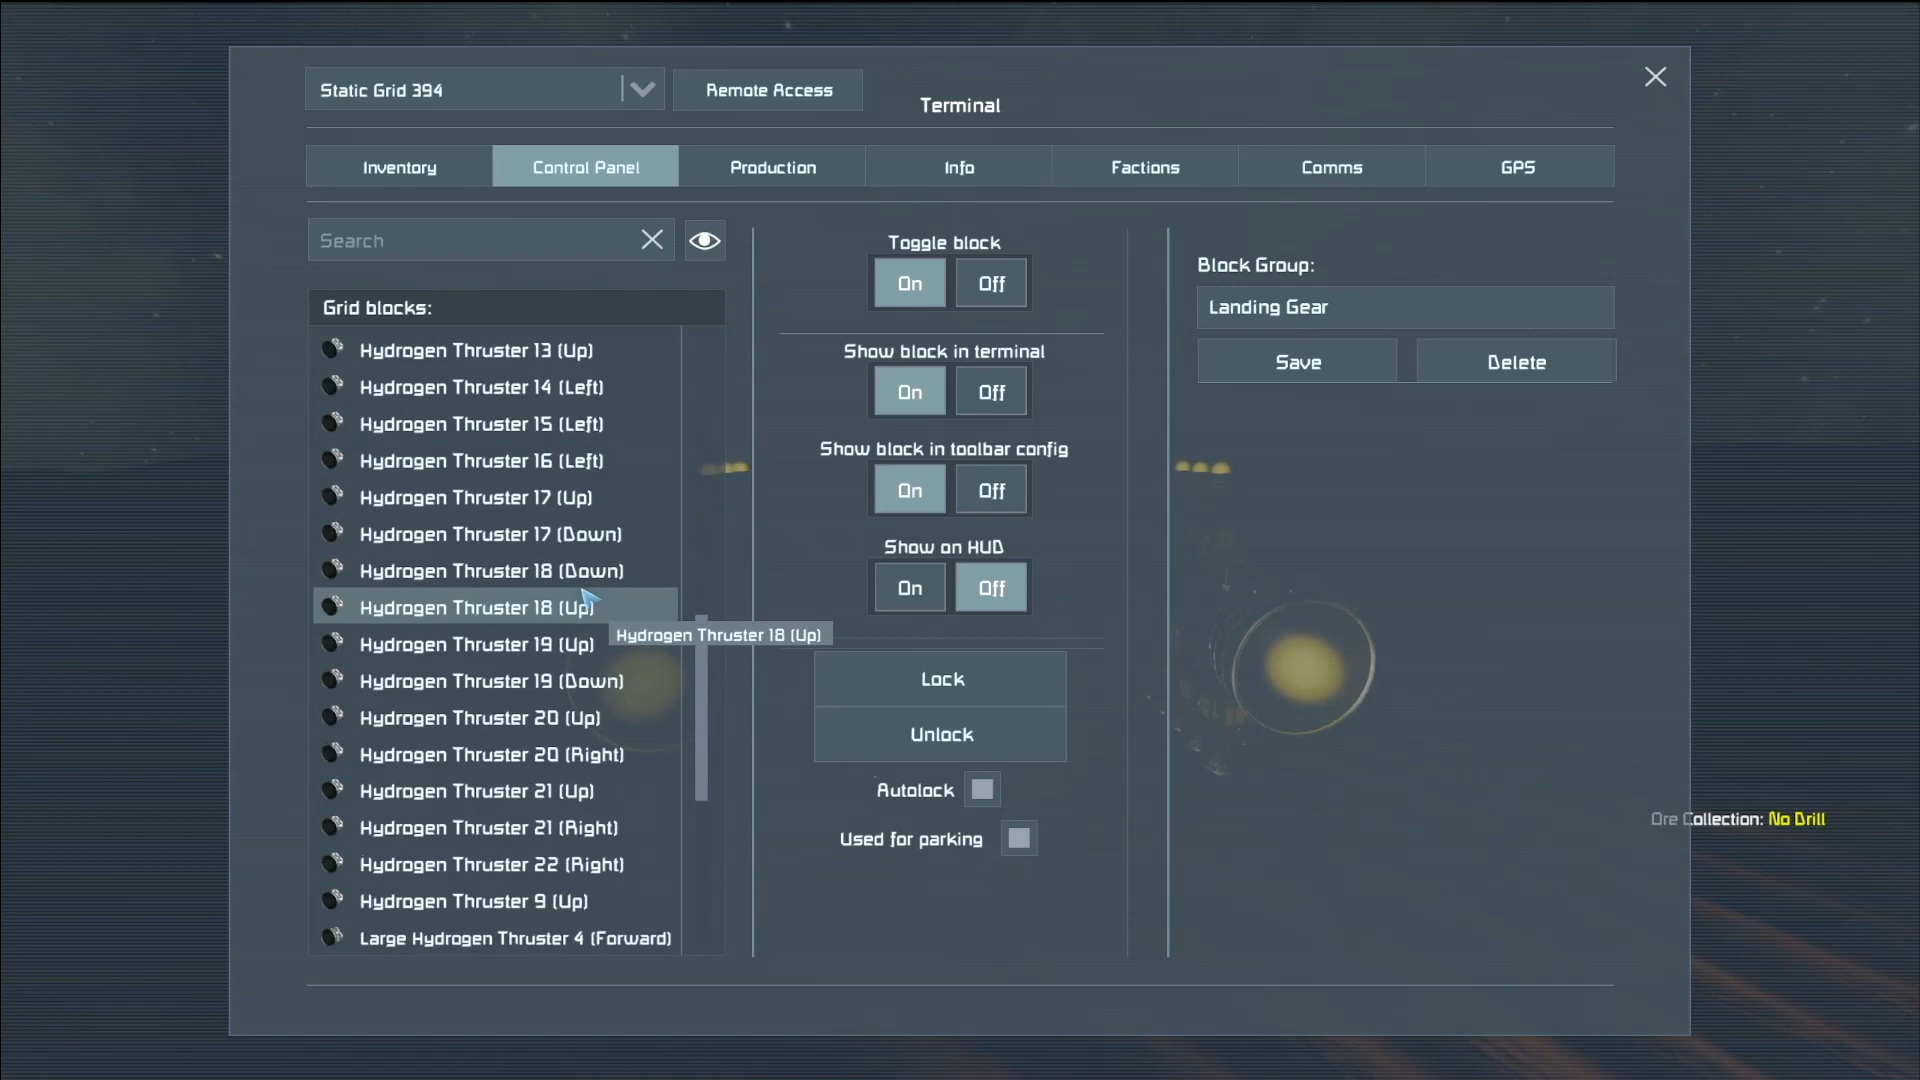 Static Grid 394
Remote Access
Terminal
Inventory
Control Panel
Production
Info
Factions
Comms
GPS
Search
Grid blocks:
Hydrogen Thruster 13 (Up)
Hydrogen Thruster 14 (Left)
Hydrogen Thruster 15 (Left)
Hydrogen Thruster 16 (Left)
Hydrogen Thruster 17 (Up)
Hydrogen Thruster 17 (Down)
Hydrogen Thruster 18 (Down)
Hydrogen Thruster 18 (Up)
Hydrogen Thruster 18 (Up)
Hydrogen Thruster 19 (Up)
Hydrogen Thruster 19 (Down)
Hydrogen Thruster 20 (Up)
Hydrogen Thruster 20 (Right)
Hydrogen Thruster 21 (Up)
Hydrogen Thruster 21 (Right)
Hydrogen Thruster 22 (Right)
Hydrogen Thruster 9 (Up)
Large Hydrogen Thruster 4 (Forward)
Toggle block
On Off
Show block in terminal
On Off
Show block in toolbar config
On Off
Show on HUD
On Off
Lock
Unlock
Autolock
Used for parking
Block Group:
Landing Gear
Save
Delete
Ore Collection: No Drill